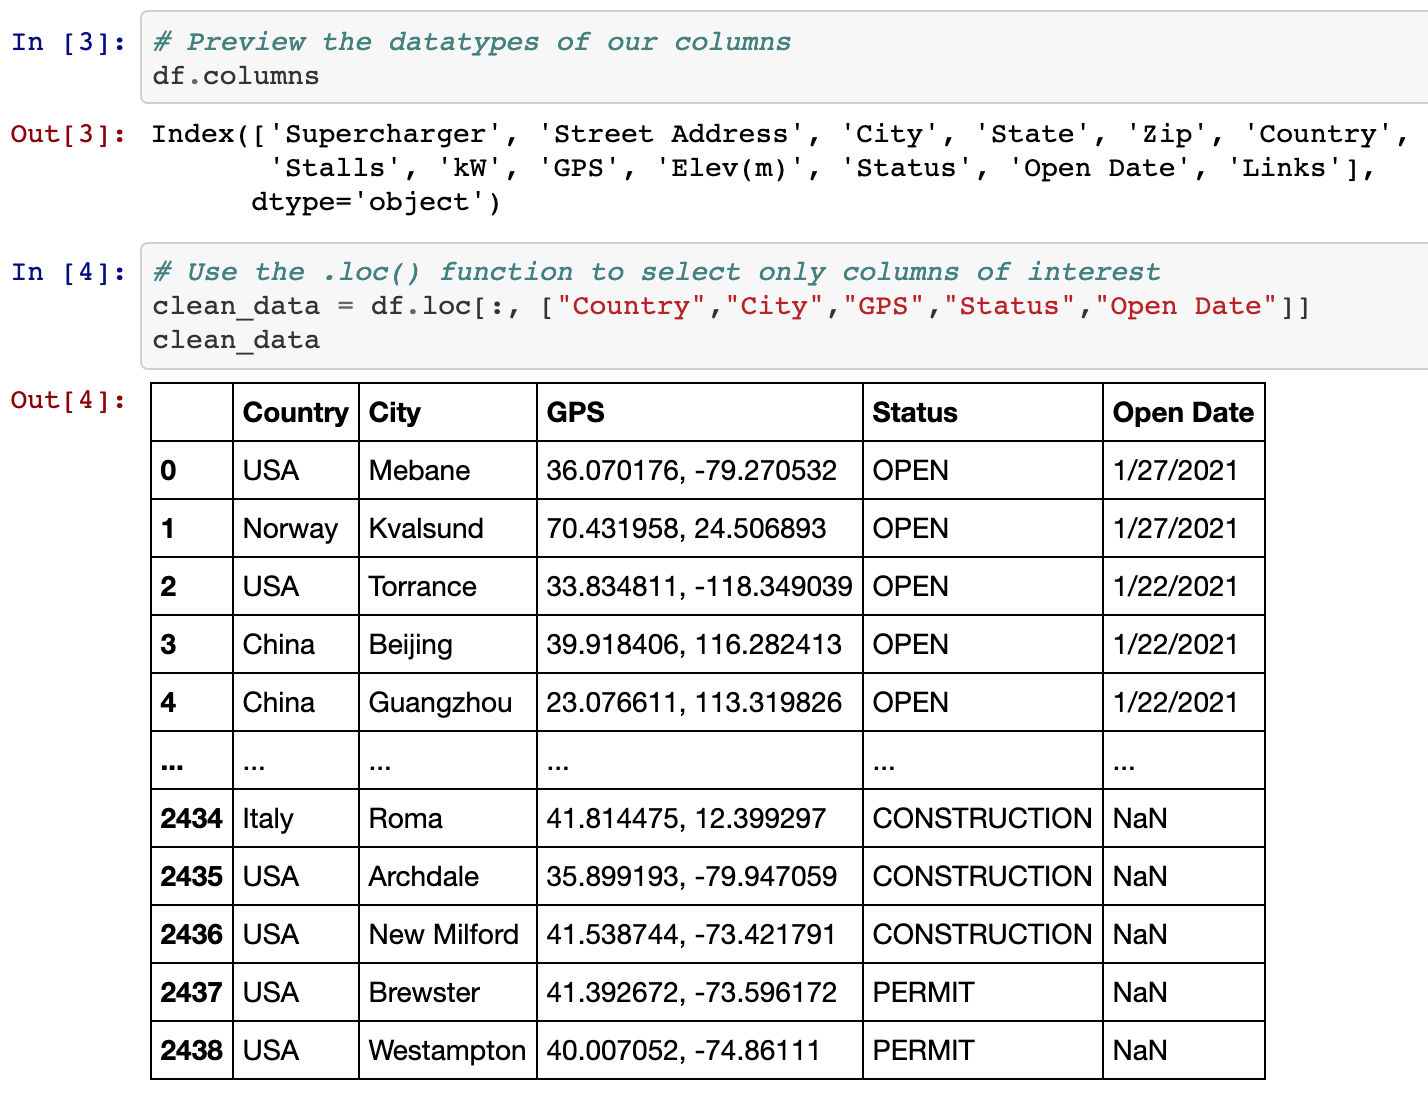 In [3]: # Preview the datatypes of our columns
df.columns
Out[3]: Index(['Supercharger', 'Street Address', 'City', 'State', 'Zip', 'Country',
'Stalls', 'kW', 'GPS', 'Elev(m)', 'Status', 'Open Date', 'Links'],
dtype='object')
In [4]: # Use the .loc() function to select only columns of interest
clean_data = df.loc[:, ["Country","City","GPS","Status","Open Date"]]
clean_data
Out[4]:
Country City GPS Status Open Date
0 USA Mebane 36.070176, -79.270532 OPEN 1/27/2021
1 Norway Kvalsund 70.431958, 24.506893 OPEN 1/27/2021
2 USA Torrance 33.834811, -118.349039 OPEN 1/22/2021
3 China Beijing 39.918406, 116.282413 OPEN 1/22/2021
4 China Guangzhou 23.076611, 113.319826 OPEN 1/22/2021
... ... ... ... ... ...
2434 Italy Roma 41.814475, 12.399297 CONSTRUCTION NaN
2435 USA Archdale 35.899193, -79.947059 CONSTRUCTION NaN
2436 USA New Milford 41.538744, -73.421791 CONSTRUCTION NaN
2437 USA Brewster 41.392672, -73.596172 PERMIT NaN
2438 USA Westampton 40.007052, -74.86111 PERMIT NaN